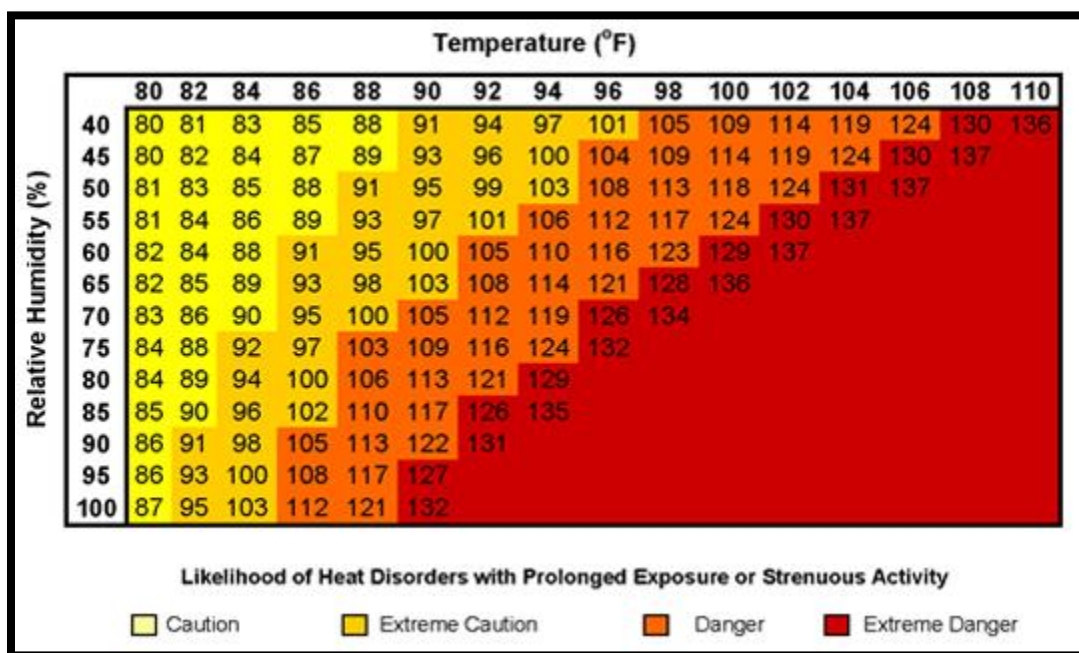 Temperature (°F)
80 82 84 86 88 90 92 94 96 98 100 102 104 106 108 110
Relative Humidity (%)
40 80 81 83 85 88 91 94 97 101 105 109 114 119 124 130 136
45 80 82 84 87 89 93 96 100 104 109 114 119 124 130 137
50 81 83 85 88 91 95 99 103 108 113 118 124 131 137
55 81 84 86 89 93 97 101 106 112 117 124 130 137
60 82 84 88 91 95 100 105 110 116 123 129 137
65 82 85 89 93 98 103 108 114 121 128 136
70 83 86 90 95 100 105 112 119 126 134
75 84 88 92 97 103 109 116 124 132
80 84 89 94 100 106 113 121 129
85 85 90 96 102 110 117 126 135
90 86 91 98 105 113 122 131
95 86 93 100 108 117 127
100 87 95 103 112 121 132
Likelihood of Heat Disorders with Prolonged Exposure or Strenuous Activity
Caution Extreme Caution Danger Extreme Danger